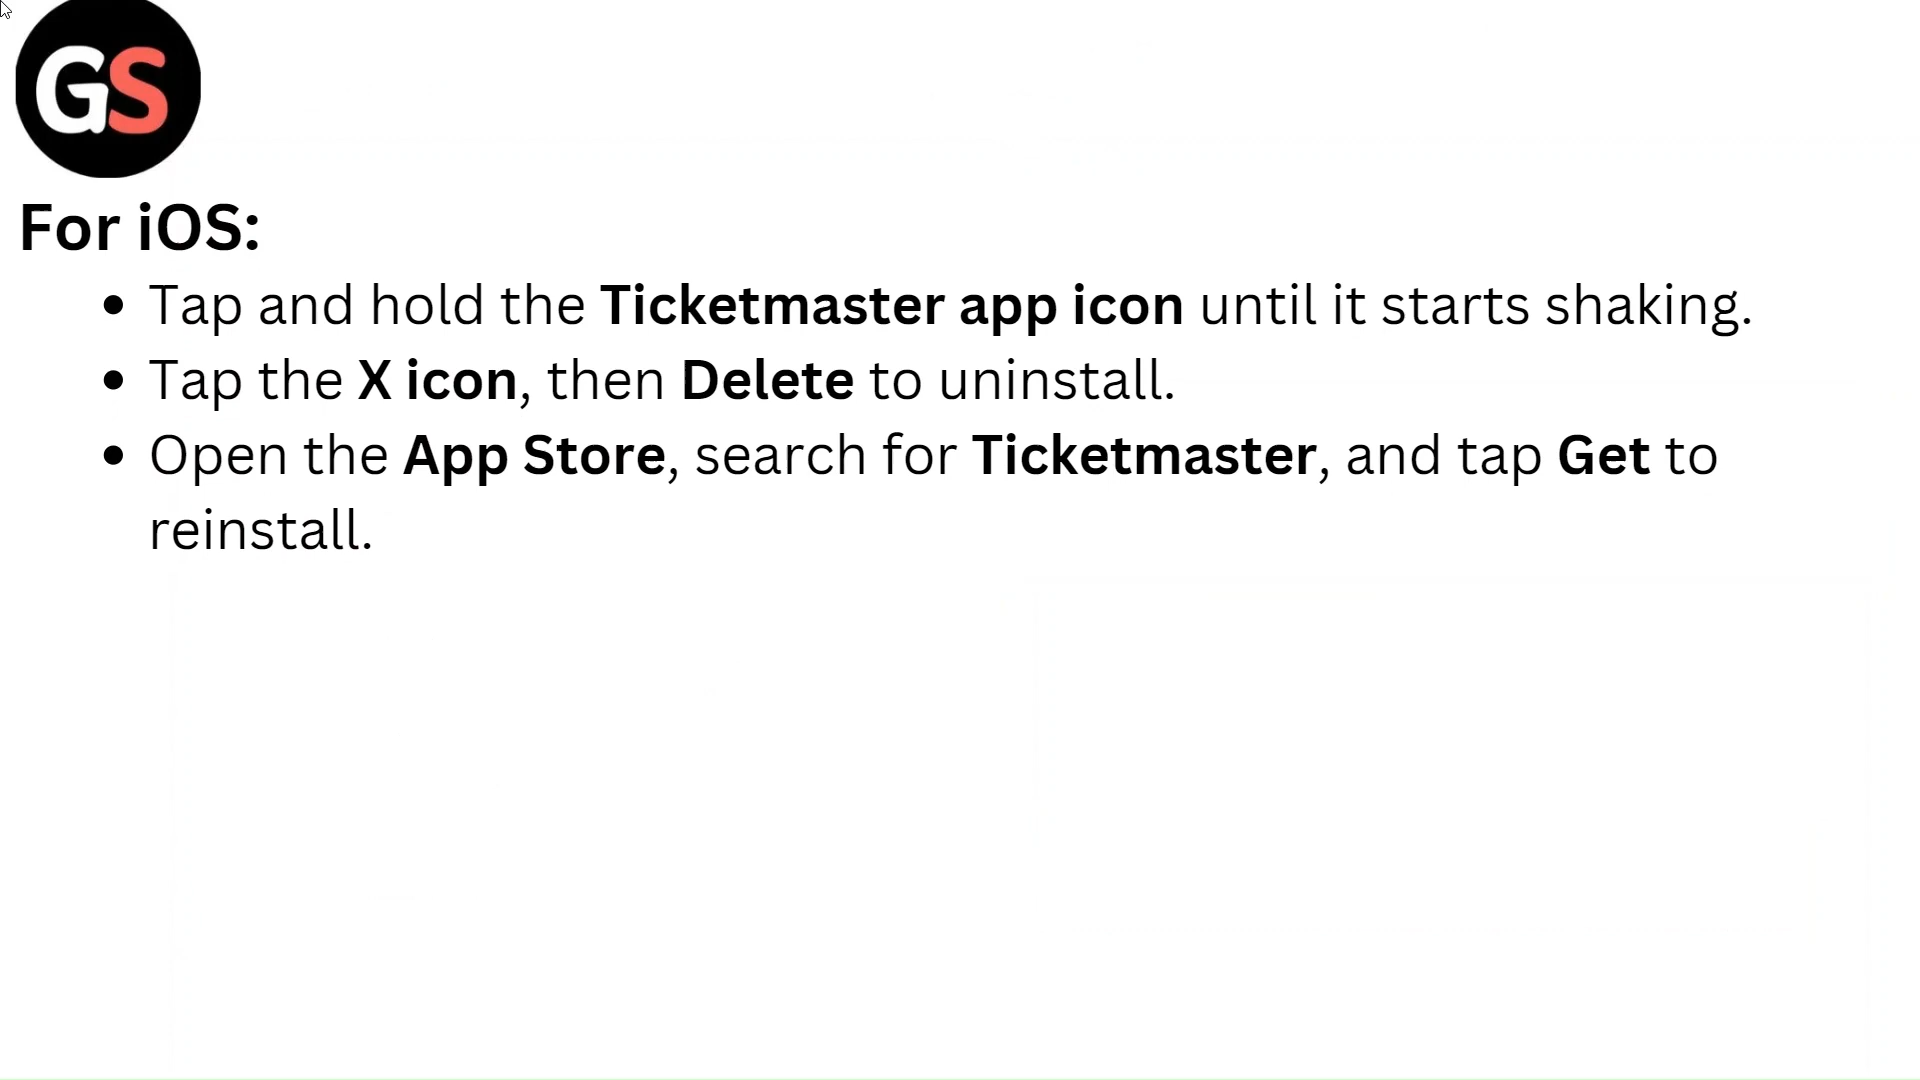 GS
For iOS:
• Tap and hold the Ticketmaster app icon until it starts shaking.
• Tap the X icon, then Delete to uninstall.
• Open the App Store, search for Ticketmaster, and tap Get to
reinstall.